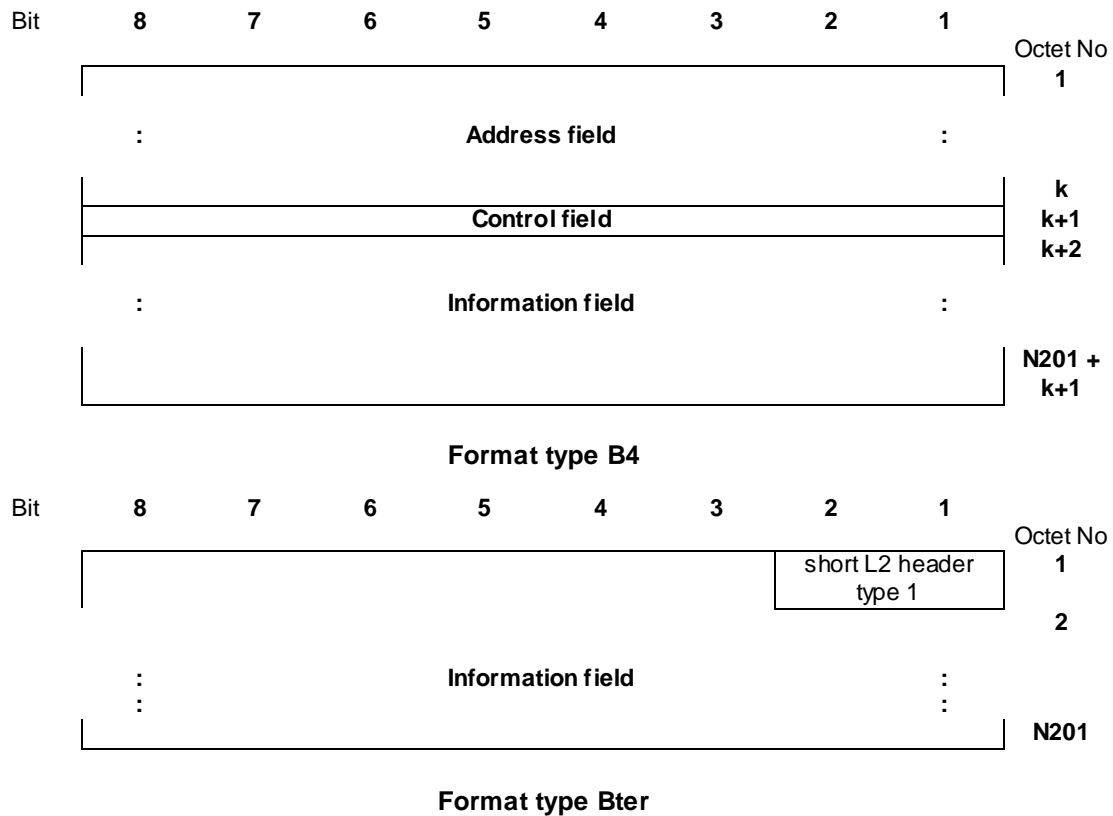 Bit 8 7 6 5 4 3 2 1
Octet No
1
: Address field :
k
Control field k+1
k+2
: Information field :
N201 +
k+1
Format type B4
Bit 8 7 6 5 4 3 2 1
Octet No
short L2 header 1
type 1
2
: Information field :
: :
N201
Format type Bter